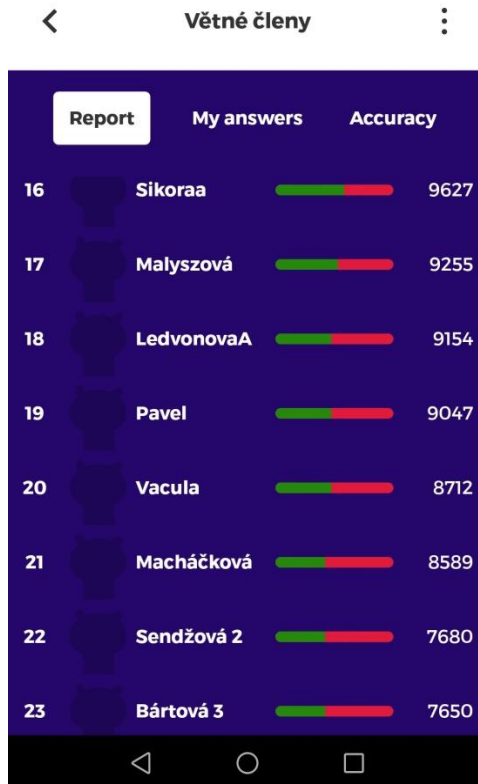 Větné členy
Report My answers Accuracy
16 Sikoraa 9627
17 Malyszová 9255
18 LedvonovaA 9154
19 Pavel 9047
20 Vacula 8712
21 Macháčková 8589
22 Sendžová 2 7680
23 Bártová 3 7650